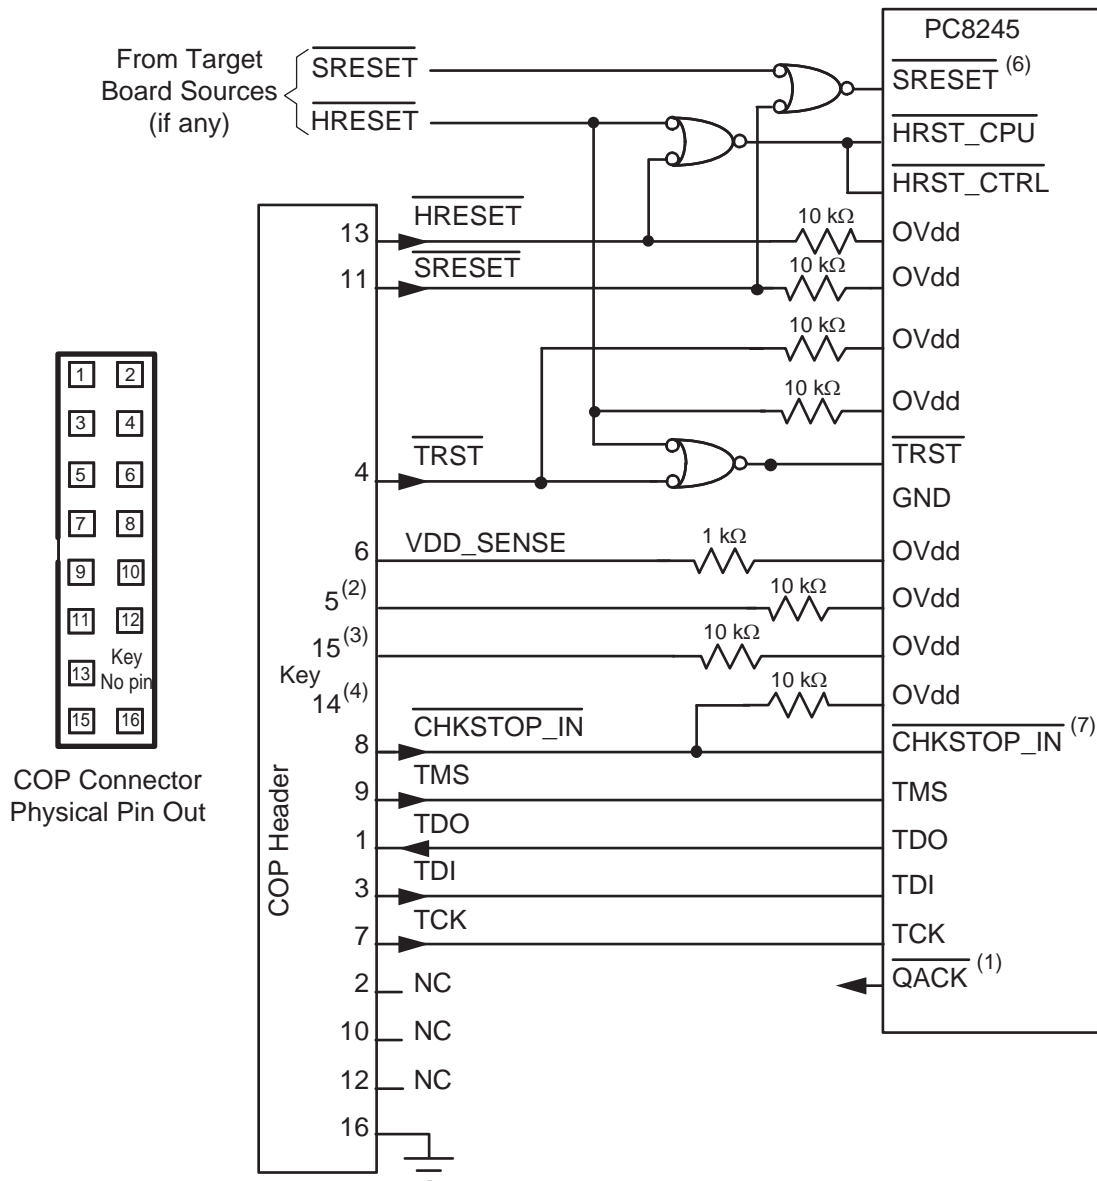 From Target
Board Sources
(if any)
SRESET
HRESET
PC8245
SRESET (6)
HRST_CPU
HRST_CTRL
13
HRESET
10 kΩ
OVdd
11
SRESET
10 kΩ
OVdd
10 kΩ
OVdd
10 kΩ
OVdd
4
TRST
TRST
GND
6
VDD_SENSE
1 kΩ
OVdd
5(2)
10 kΩ
OVdd
15(3)
10 kΩ
OVdd
Key
14(4)
10 kΩ
OVdd
8
CHKSTOP_IN
CHKSTOP_IN (7)
9
TMS
TMS
1
TDO
TDO
3
TDI
TDI
7
TCK
TCK
QACK (1)
2
NC
10
NC
12
NC
16
COP Header
1 2
3 4
5 6
7 8
9 10
11 12
13 Key
No pin
15 16
COP Connector
Physical Pin Out